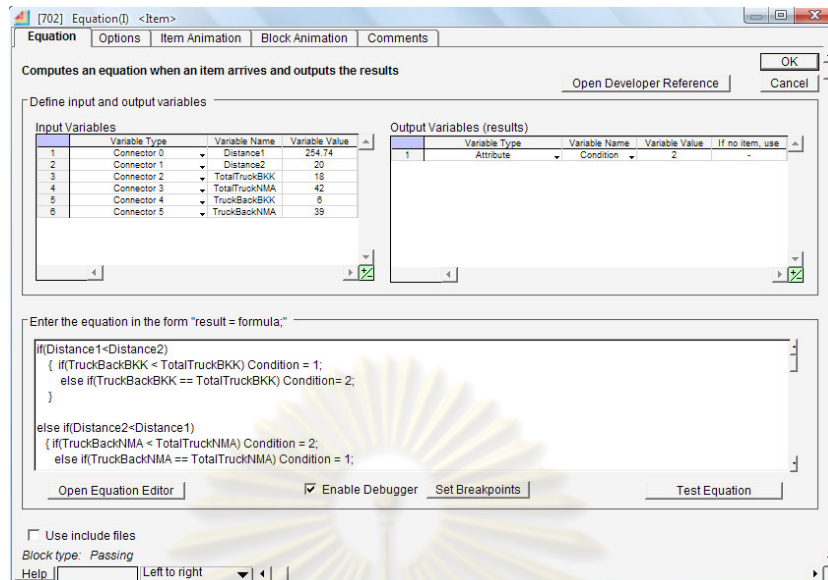 [702] Equation(I) <Item>
Equation Options Item Animation Block Animation Comments
Computes an equation when an item arrives and outputs the results
OK
Open Developer Reference Cancel
Define input and output variables
Input Variables
Variable Type Variable Name Variable Value
1 Connector 0 Distance1 254.74
2 Connector 1 Distance2 20
3 Connector 2 TotalTruckBKK 18
4 Connector 3 TotalTruckNMA 42
5 Connector 4 TruckBackBKK 6
6 Connector 5 TruckBackNMA 39
Output Variables (results)
Variable Type Variable Name Variable Value If no item, use
1 Attribute Condition 2 -
Enter the equation in the form "result = formula;"
if(Distance1<Distance2)
{ if(TruckBackBKK < TotalTruckBKK) Condition = 1;
else if(TruckBackBKK == TotalTruckBKK) Condition= 2;
}
else if(Distance2<Distance1)
{ if(TruckBackNMA < TotalTruckNMA) Condition = 2;
else if(TruckBackNMA == TotalTruckNMA) Condition = 1;
Open Equation Editor Enable Debugger Set Breakpoints Test Equation
Use include files
Block type: Passing
Help Left to right